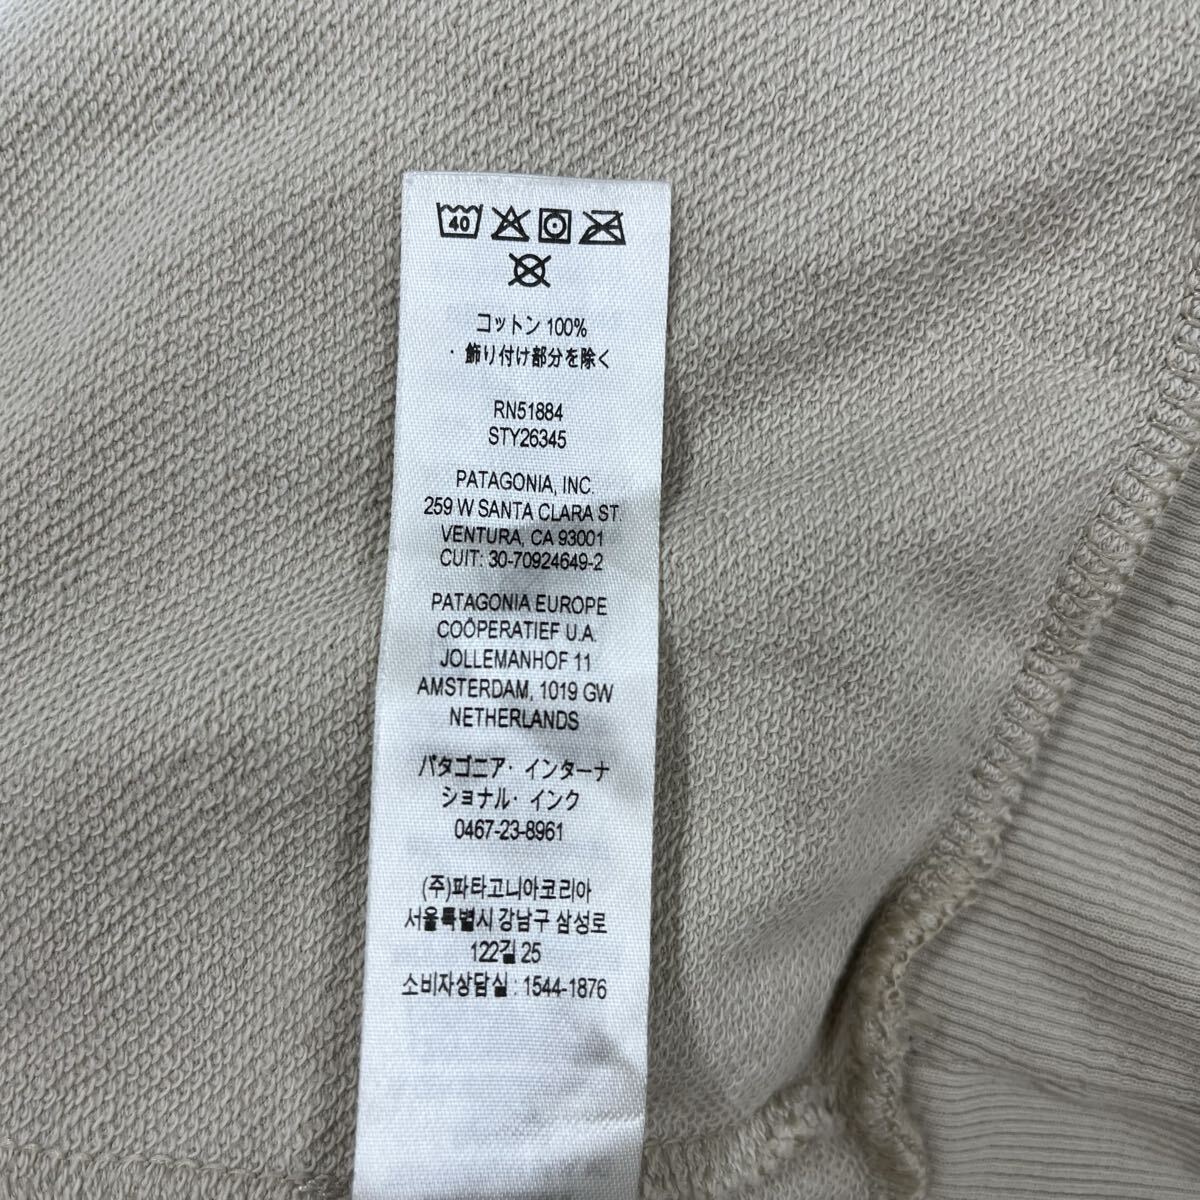 40
コットン 100%
・飾り付け部分を除く
RN51884
STY26345
PATAGONIA, INC.
259 W SANTA CLARA ST.
VENTURA, CA 93001
CUIT: 30-70924649-2
PATAGONIA EUROPE
COÖPERATIEF U.A.
JOLLEMANHOF 11
AMSTERDAM, 1019 GW
NETHERLANDS
パタゴニア・インターナ
ショナル・インク
0467-23-8961
(주)파타고니아코리아
서울특별시 강남구 삼성로
122길 25
소비자상담실 : 1544-1876